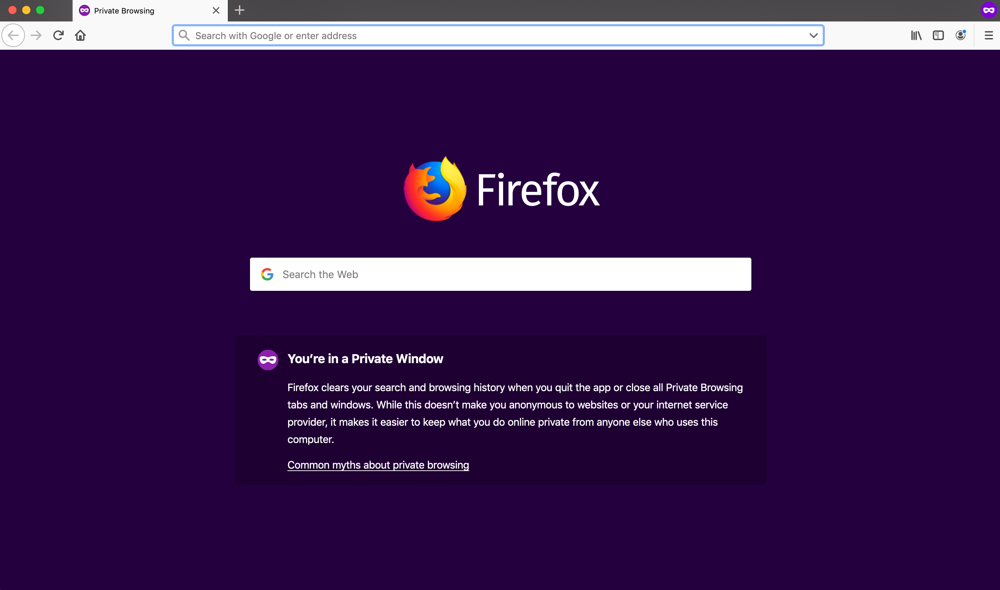 Private Browsing
Search with Google or enter address
Firefox
Search the Web
You’re in a Private Window
Firefox clears your search and browsing history when you quit the app or close all Private Browsing
tabs and windows. While this doesn’t make you anonymous to websites or your internet service
provider, it makes it easier to keep what you do online private from anyone else who uses this
computer.
Common myths about private browsing